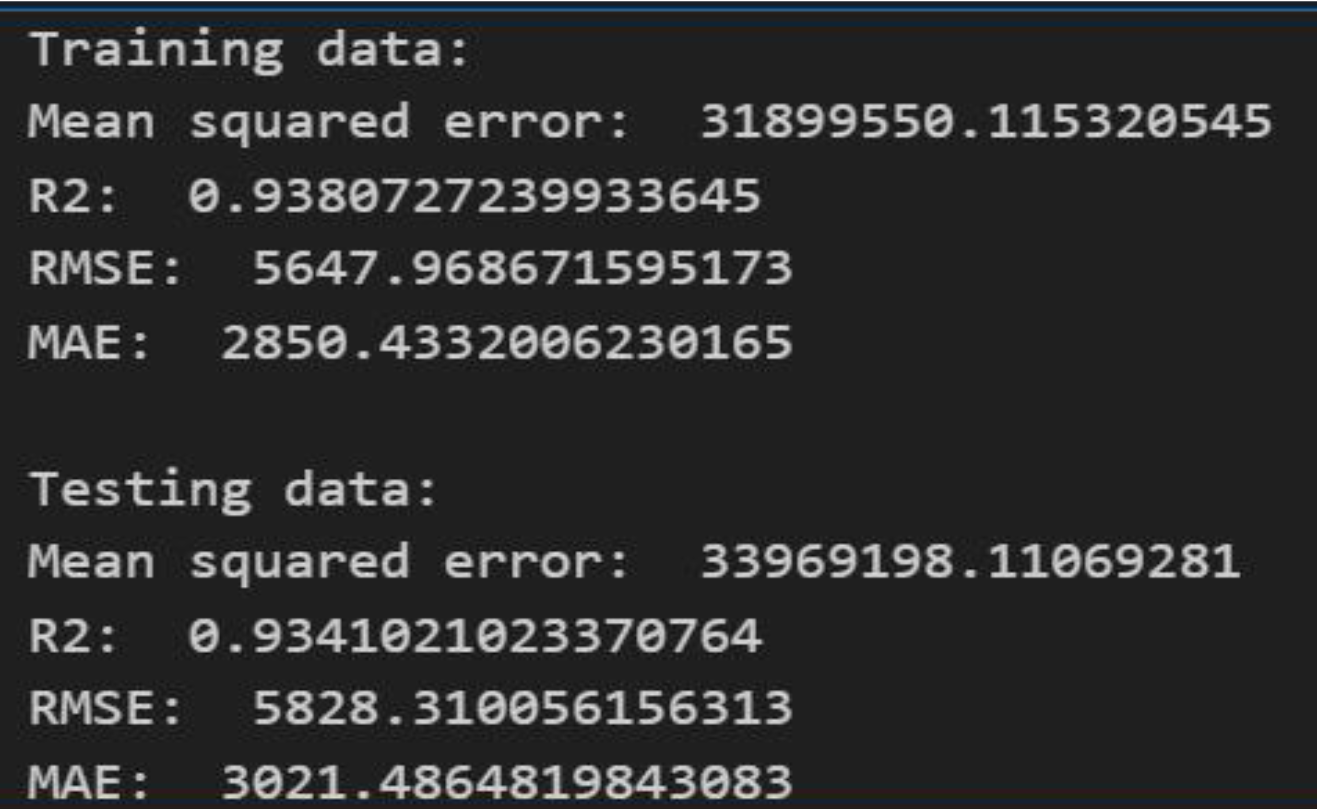 Training data:
Mean squared error:  31899550.115320545
R2:  0.9380727239933645
RMSE:  5647.968671595173
MAE:  2850.4332006230165
Testing data:
Mean squared error:  33969198.11069281
R2:  0.9341021023370764
RMSE:  5828.310056156313
MAE:  3021.4864819843083